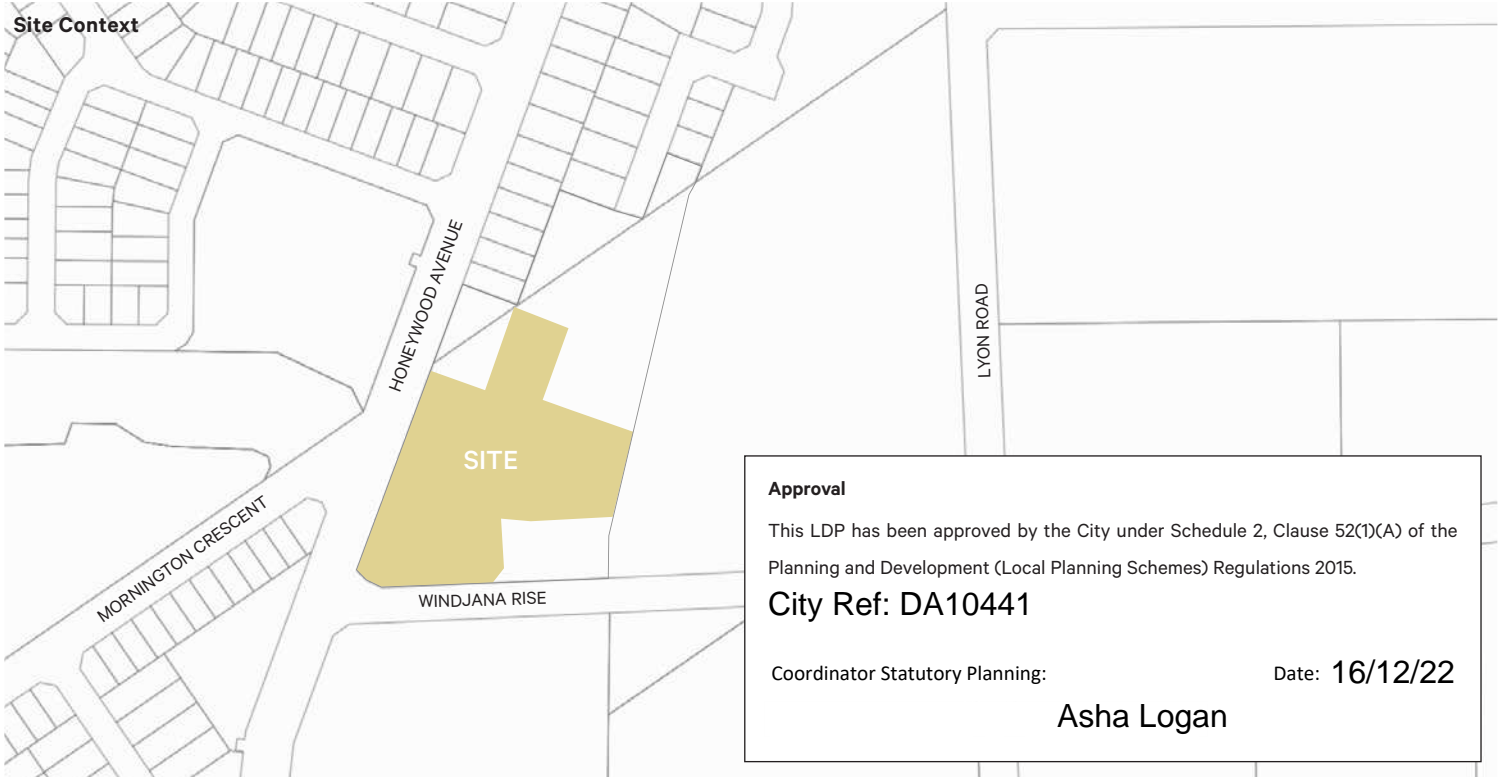 Site Context
HONEYWOOD AVENUE
LYON ROAD
SITE
MORNINGTON CRESCENT
WINDJANA RISE
Approval
This LDP has been approved by the City under Schedule 2, Clause 52(1)(A) of the
Planning and Development (Local Planning Schemes) Regulations 2015.
City Ref: DA10441
Coordinator Statutory Planning: Date: 16/12/22
Asha Logan